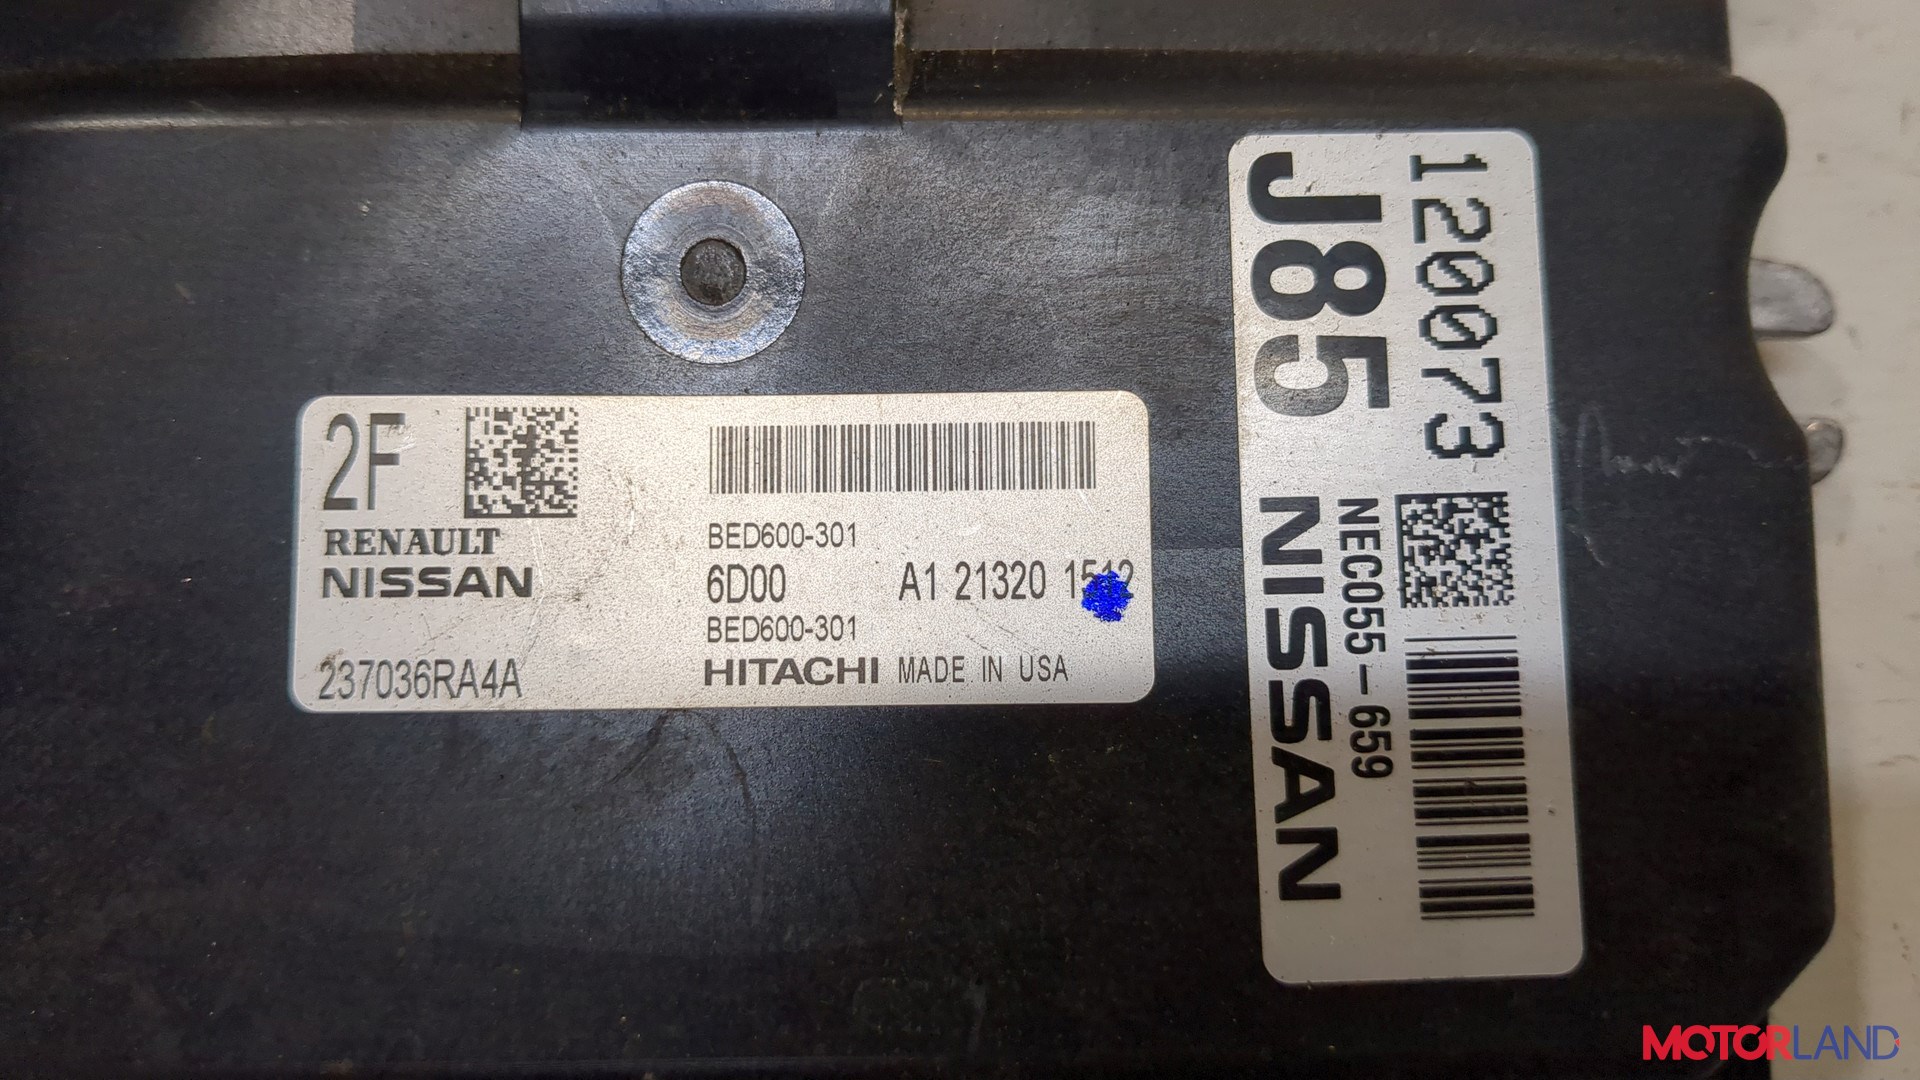 2F
RENAULT
NISSAN
237036RA4A
BED600-301
6D00 A1 21320
BED600-301
HITACHI MADE IN USA
120073
J85
NEC055-659
NISSAN
MOTORLAND